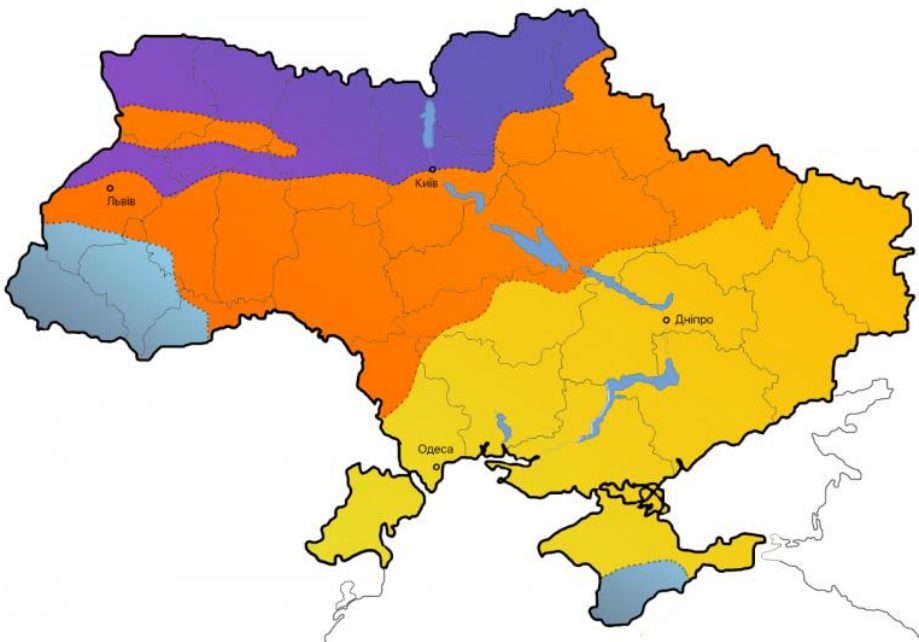 Київ
Львів
Дніпро
Одеса